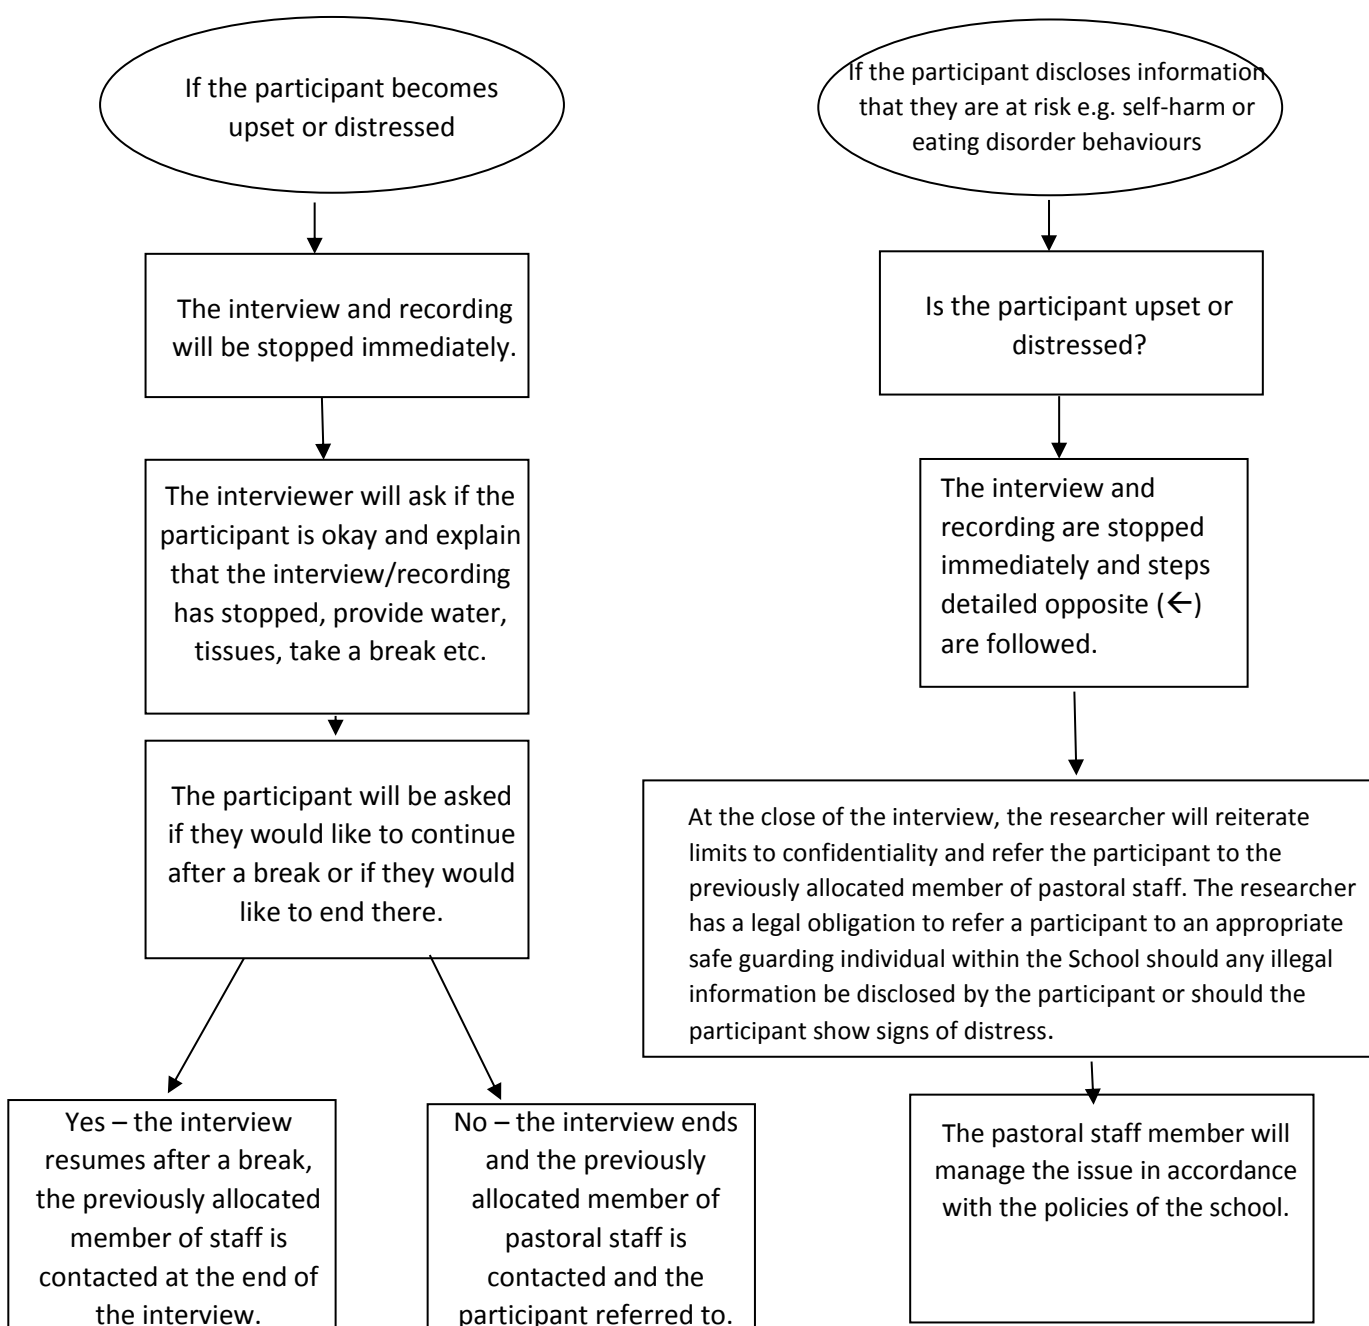 If the participant becomes
upset or distressed
The interview and recording
will be stopped immediately.
The interviewer will ask if the
participant is okay and explain
that the interview/recording
has stopped, provide water,
tissues, take a break etc.
The participant will be asked
if they would like to continue
after a break or if they would
like to end there.
Yes – the interview
resumes after a break,
the previously allocated
member of staff is
contacted at the end of
the interview.
No – the interview ends
and the previously
allocated member of
pastoral staff is
contacted and the
participant referred to.
If the participant discloses information
that they are at risk e.g. self-harm or
eating disorder behaviours
Is the participant upset or
distressed?
The interview and
recording are stopped
immediately and steps
detailed opposite (←)
are followed.
At the close of the interview, the researcher will reiterate
limits to confidentiality and refer the participant to the
previously allocated member of pastoral staff. The researcher
has a legal obligation to refer a participant to an appropriate
safe guarding individual within the School should any illegal
information be disclosed by the participant or should the
participant show signs of distress.
The pastoral staff member will
manage the issue in accordance
with the policies of the school.